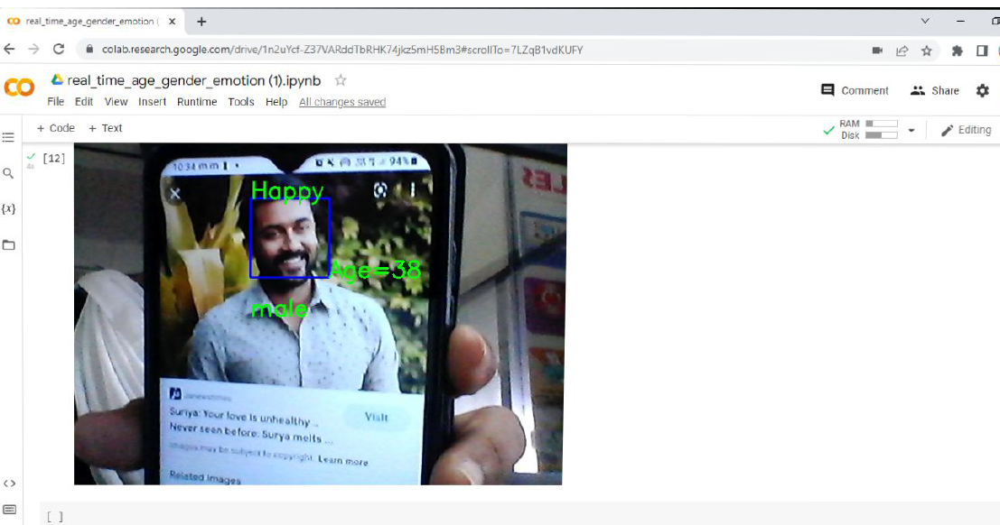 real_time_age_gender_emotion (
colab.research.google.com/drive/1n2uYcf-Z37VARddTbRHK74jkz5mH5Bm3#scrollTo=7LZqB1vdKUFY
real_time_age_gender_emotion (1).ipynb
File Edit View Insert Runtime Tools Help All changes saved
Comment Share
+ Code + Text
RAM
Disk
Editing
[12]
4s
{x}
10:34
94%
Happy
Age=38
male
Suriya: Your love is unhealthy ...
Never seen before. Surya melts ...
Visit
Images may be subject to copyright. Learn more
Related images
<>
[ ]